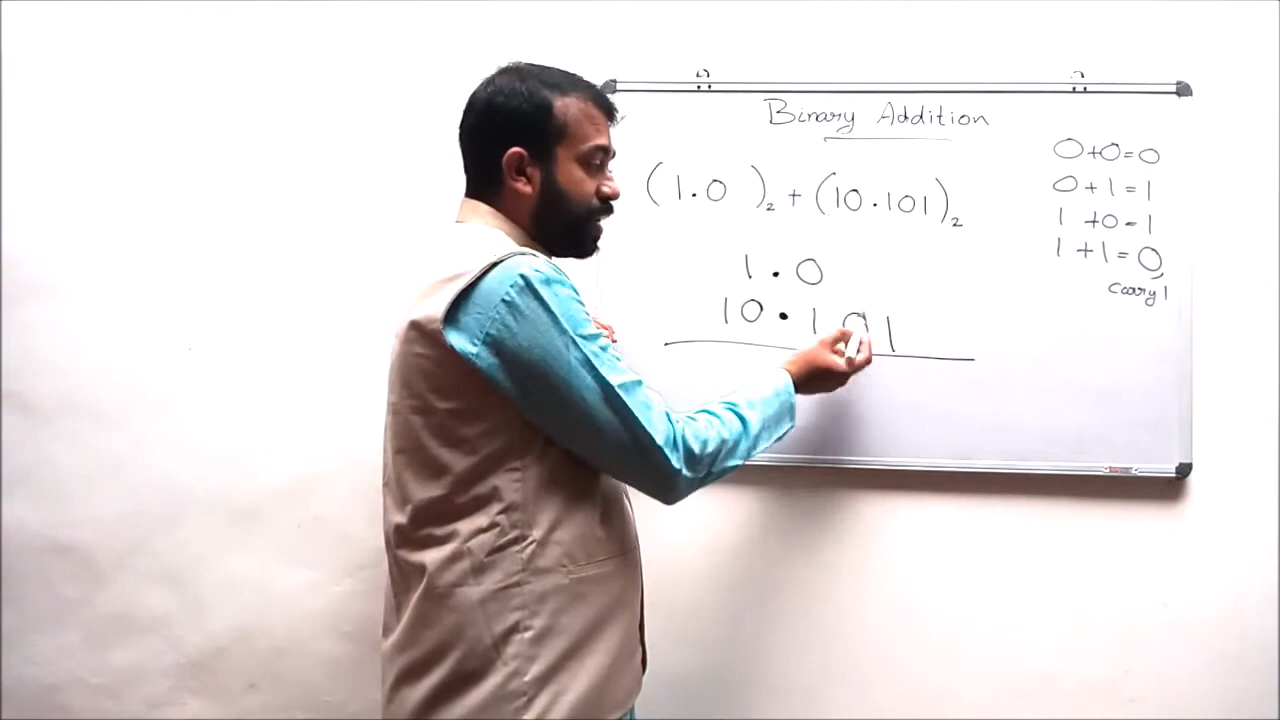 Binary Addition
(1.0 )₂ + (10.101)₂
1.0
10.101
0+0=0
0+1=1
1+0=1
1+1=0,
carry 1